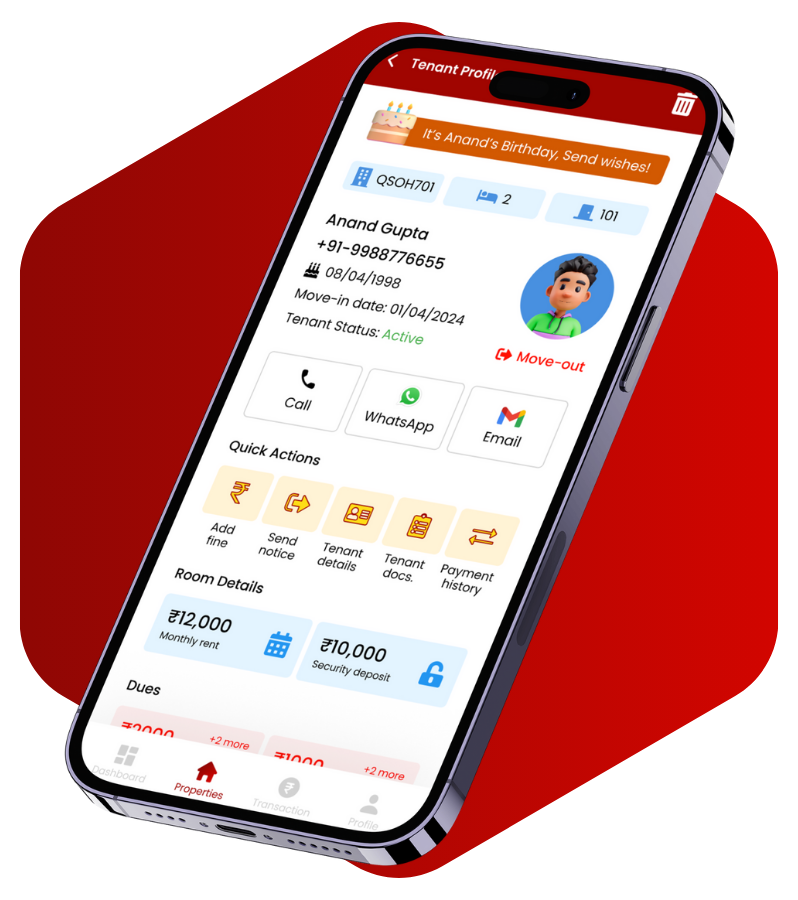 Tenant Profil
It's Anand's Birthday, Send wishes!
QSOH701
2
101
Anand Gupta
+91-9988776655
08/04/1998
Move-in date: 01/04/2024
Tenant Status: Active
Move-out
Call
WhatsApp
Email
Quick Actions
Add
fine
Send
notice
Tenant
details
Tenant
docs.
Payment
history
Room Details
₹12,000
Monthly rent
₹10,000
Security deposit
Dues
₹2000
+2 more
₹1000
+2 more
Dashboard
Properties
Transaction
Profile